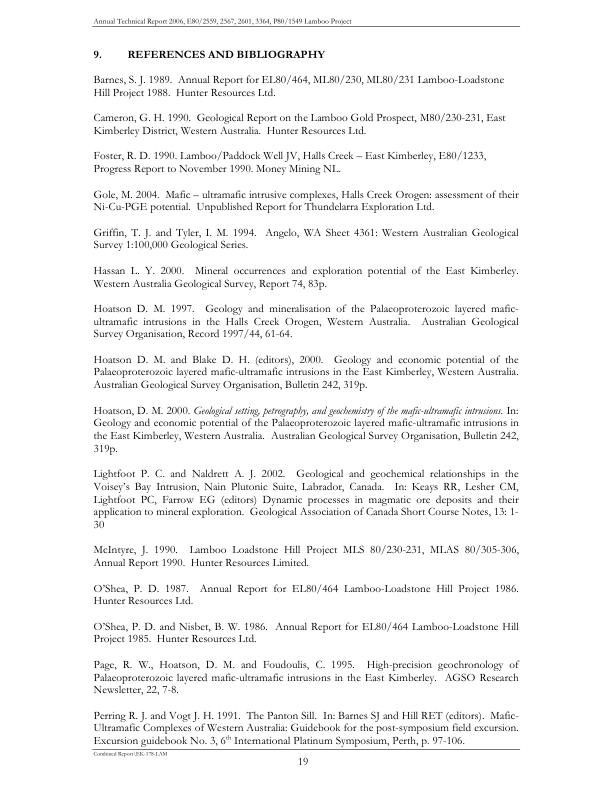 Annual Technical Report 2006, E80/2559, 2567, 2601, 3364, P80/1549 Lamboo Project
9. REFERENCES AND BIBLIOGRAPHY
Barnes, S. J. 1989. Annual Report for EL80/464, ML80/230, ML80/231 Lamboo-Loadstone
Hill Project 1988. Hunter Resources Ltd.
Cameron, G. H. 1990. Geological Report on the Lamboo Gold Prospect, M80/230-231, East
Kimberley District, Western Australia. Hunter Resources Ltd.
Foster, R. D. 1990. Lamboo/Paddock Well JV, Halls Creek – East Kimberley, E80/1233,
Progress Report to November 1990. Money Mining NL.
Gole, M. 2004. Mafic – ultramafic intrusive complexes, Halls Creek Orogen: assessment of their
Ni-Cu-PGE potential. Unpublished Report for Thundelarra Exploration Ltd.
Griffin, T. J. and Tyler, I. M. 1994. Angelo, WA Sheet 4361: Western Australian Geological
Survey 1:100,000 Geological Series.
Hassan L. Y. 2000. Mineral occurrences and exploration potential of the East Kimberley.
Western Australia Geological Survey, Report 74, 83p.
Hoatson D. M. 1997. Geology and mineralisation of the Palaeoproterozoic layered mafic-
ultramafic intrusions in the Halls Creek Orogen, Western Australia. Australian Geological
Survey Organisation, Record 1997/44, 61-64.
Hoatson D. M. and Blake D. H. (editors), 2000. Geology and economic potential of the
Palaeoproterozoic layered mafic-ultramafic intrusions in the East Kimberley, Western Australia.
Australian Geological Survey Organisation, Bulletin 242, 319p.
Hoatson, D. M. 2000. Geological setting, petrography, and geochemistry of the mafic-ultramafic intrusions. In:
Geology and economic potential of the Palaeoproterozoic layered mafic-ultramafic intrusions in
the East Kimberley, Western Australia. Australian Geological Survey Organisation, Bulletin 242,
319p.
Lightfoot P. C. and Naldrett A. J. 2002. Geological and geochemical relationships in the
Voisey's Bay Intrusion, Nain Plutonic Suite, Labrador, Canada. In: Keays RR, Lesher CM,
Lightfoot PC, Farrow EG (editors) Dynamic processes in magmatic ore deposits and their
application to mineral exploration. Geological Association of Canada Short Course Notes, 13: 1-
30
McIntyre, J. 1990. Lamboo Loadstone Hill Project MLS 80/230-231, MLAS 80/305-306,
Annual Report 1990. Hunter Resources Limited.
O'Shea, P. D. 1987. Annual Report for EL80/464 Lamboo-Loadstone Hill Project 1986.
Hunter Resources Ltd.
O'Shea, P. D. and Nisbet, B. W. 1986. Annual Report for EL80/464 Lamboo-Loadstone Hill
Project 1985. Hunter Resources Ltd.
Page, R. W., Hoatson, D. M. and Foudoulis, C. 1995. High-precision geochronology of
Palaeoproterozoic layered mafic-ultramafic intrusions in the East Kimberley. AGSO Research
Newsletter, 22, 7-8.
Perring R. J. and Vogt J. H. 1991. The Panton Sill. In: Barnes SJ and Hill RET (editors). Mafic-
Ultramafic Complexes of Western Australia: Guidebook for the post-symposium field excursion.
Excursion guidebook No. 3, 6th International Platinum Symposium, Perth, p. 97-106.
Combined Report\EK-178-LAM
19